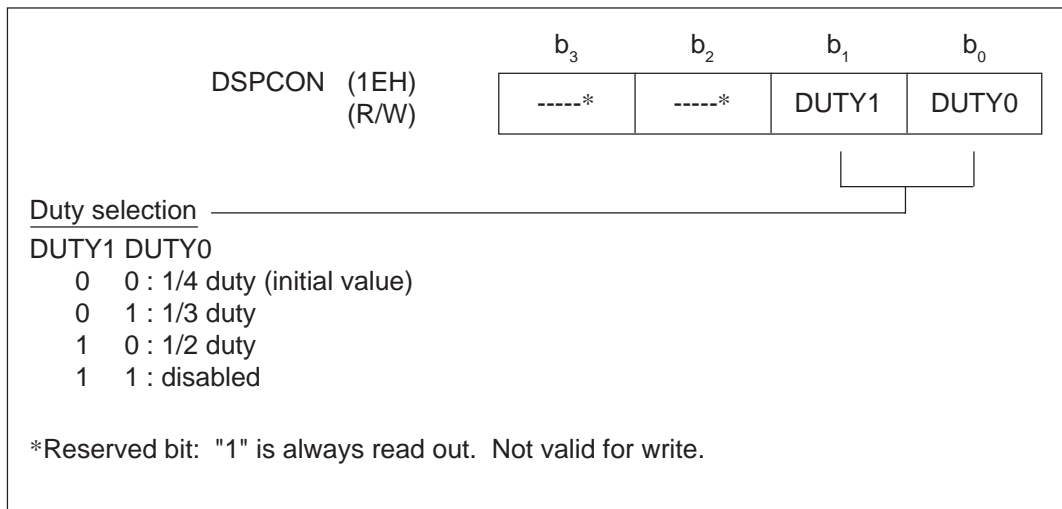 b3 b2 b1 b0
DSPCON (1EH)
(R/W)
-----* -----* DUTY1 DUTY0
Duty selection
DUTY1 DUTY0
0 0 : 1/4 duty (initial value)
0 1 : 1/3 duty
1 0 : 1/2 duty
1 1 : disabled
*Reserved bit: "1" is always read out. Not valid for write.